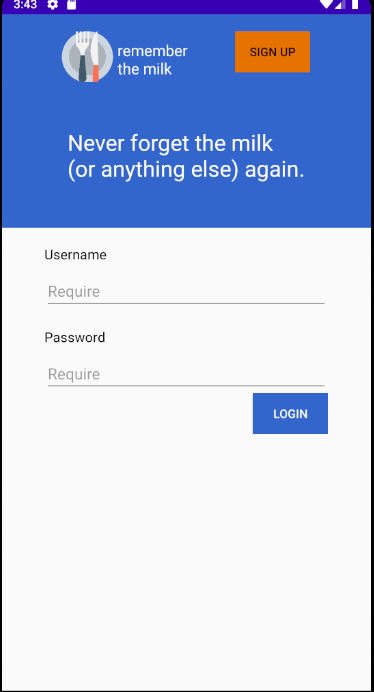 3:43
remember
the milk
SIGN UP
Never forget the milk
(or anything else) again.
Username
Require
Password
Require
LOGIN